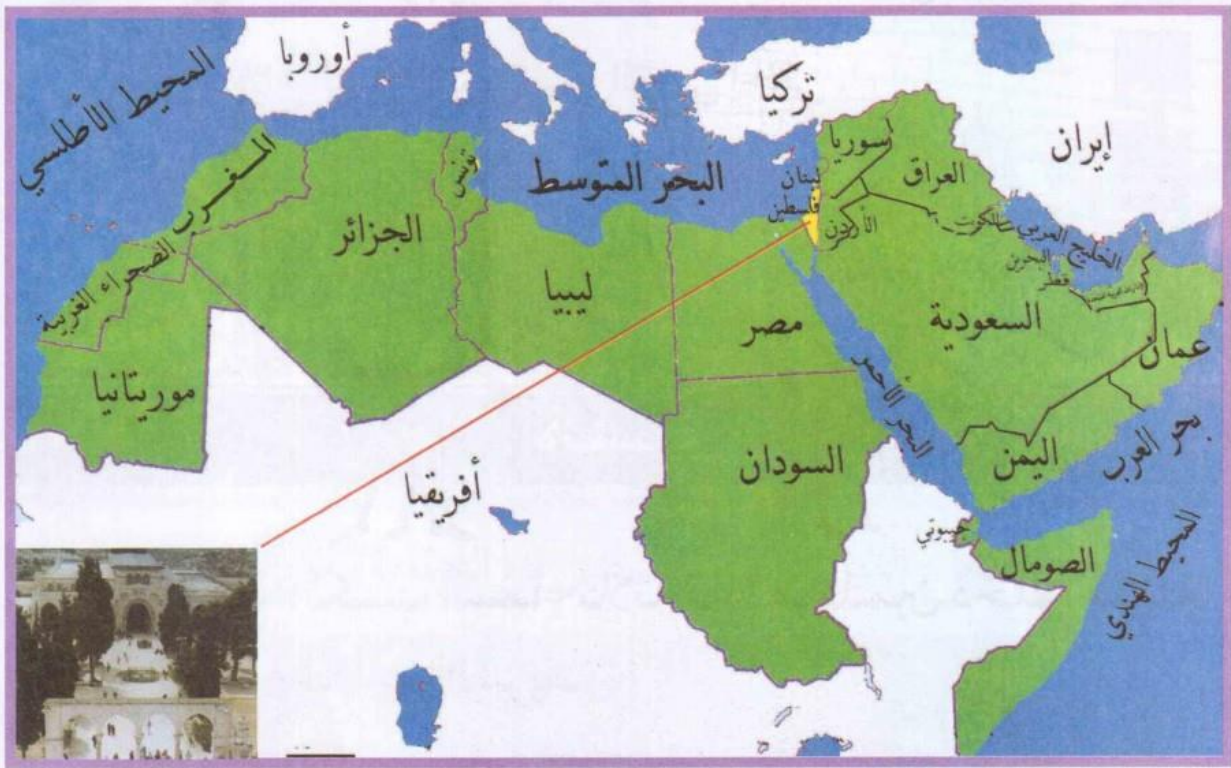 أوروبا
المحيط الأطلسي
تركيا
إيران
سوريا
لبنان
فلسطين
العراق
الأردن
الكويت
الخليج العربي
البحرين
قطر
البحر المتوسط
تونس
المغرب
الصحراء الغربية
الجزائر
ليبيا
مصر
السعودية
عمان
موريتانيا
البحر الأحمر
بحر العرب
اليمن
السودان
أفريقيا
جيبوتي
الصومال
المحيط الهندي